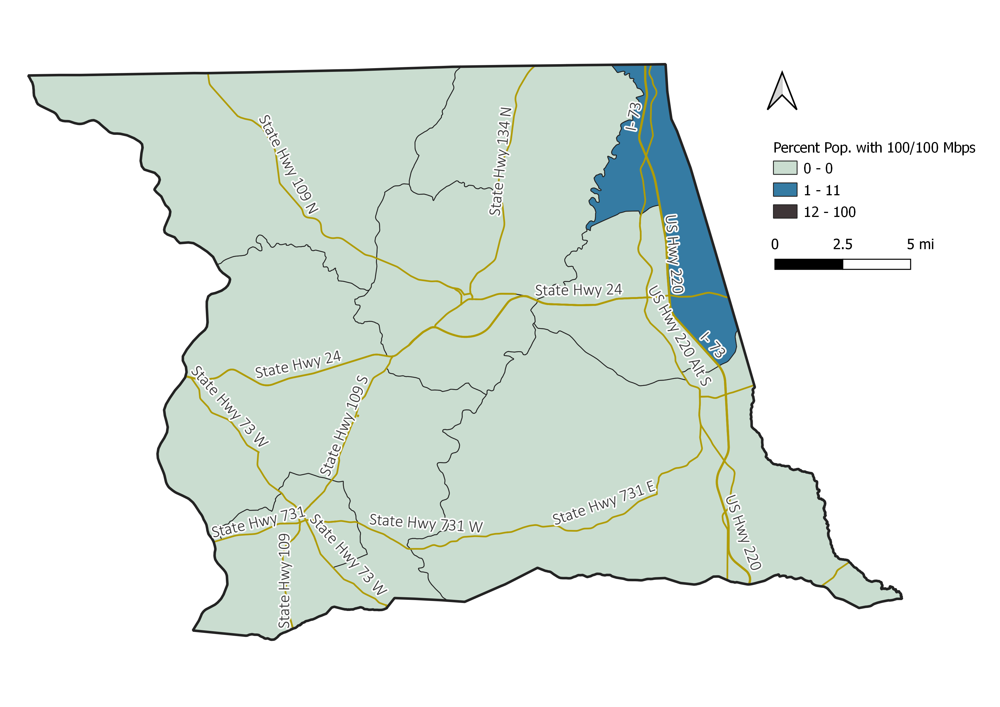 State Hwy 109 N
State Hwy 134 N
I- 73
Percent Pop. with 100/100 Mbps
0 - 0
1 - 11
12 - 100
0 2.5 5 mi
US Hwy 220
State Hwy 24
US Hwy 220 Alt S
I- 73
State Hwy 24
State Hwy 73 W
State Hwy 109 S
State Hwy 731 E
State Hwy 731
State Hwy 73 W
State Hwy 731 W
US Hwy 220
State Hwy 109